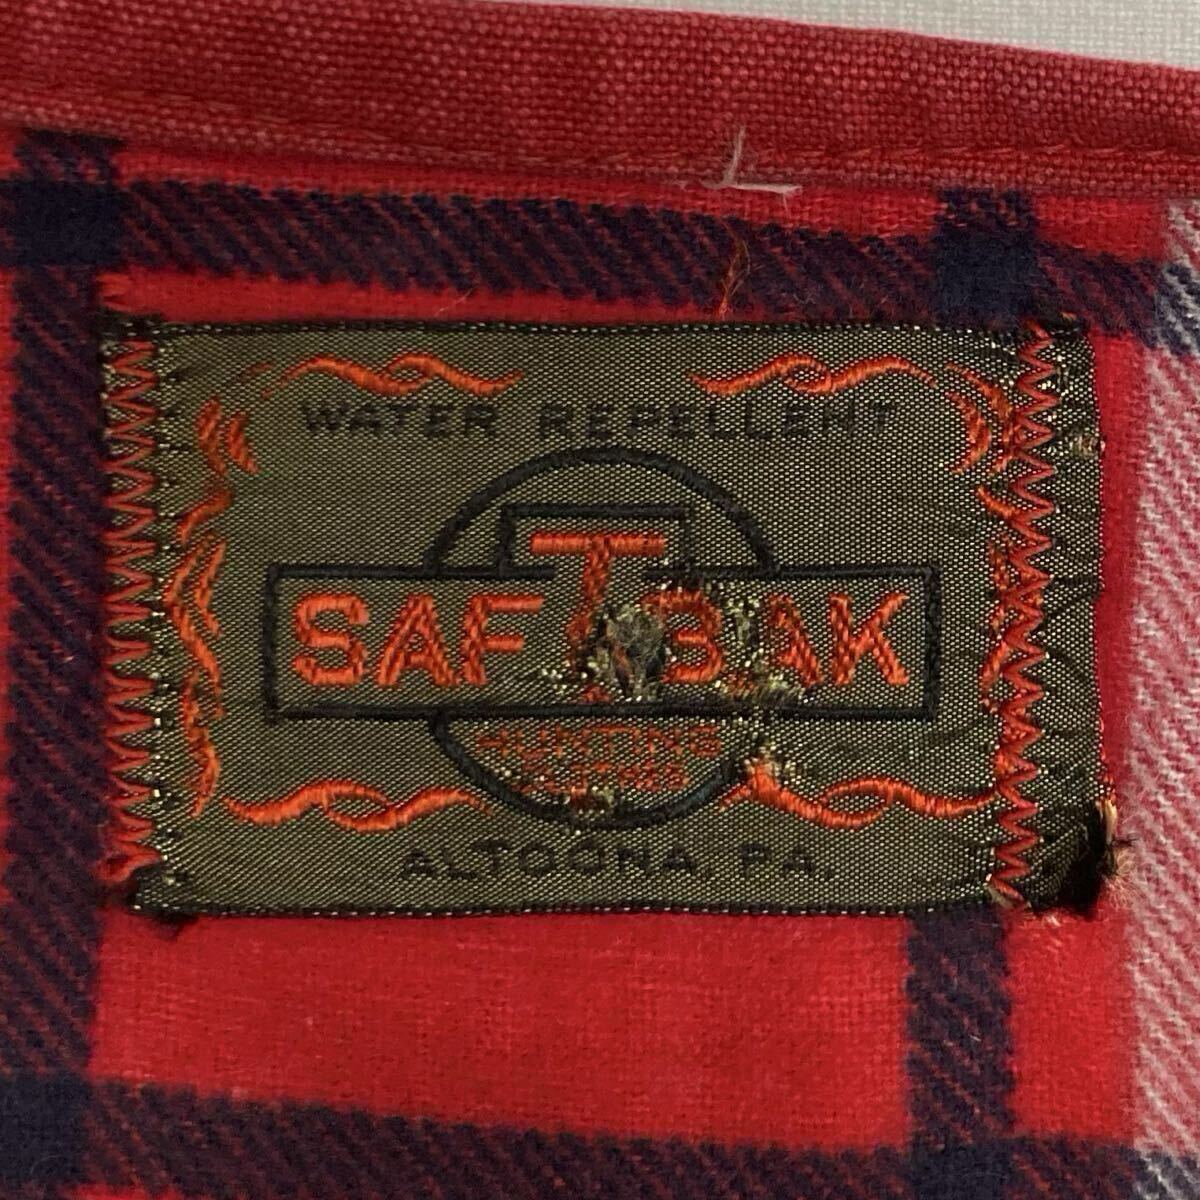 WATER REPELLENT
SAF T BAK
HUNTING
CLOTHES
ALTOONA, PA.